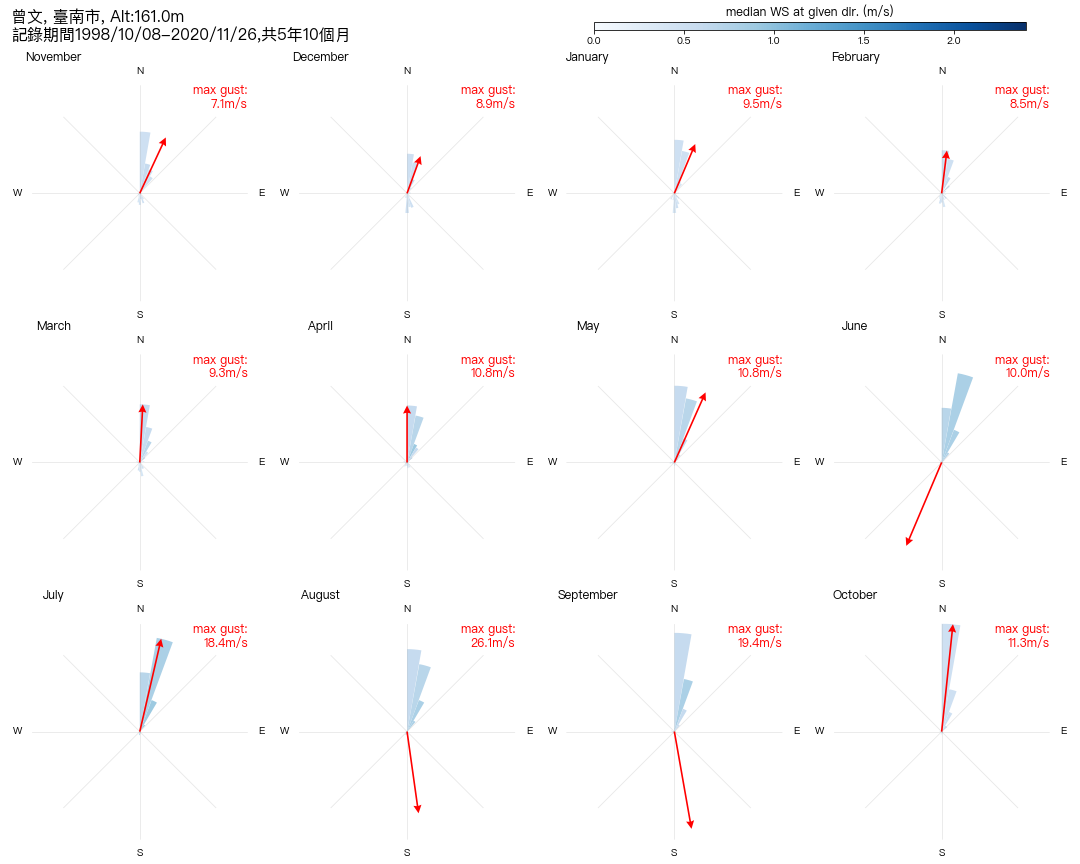 曾文, 臺南市, Alt:161.0m
記錄期間1998/10/08−2020/11/26,共5年10個月
median WS at given dir. (m/s)
0.0 0.5 1.0 1.5 2.0
November
N
max gust:
7.1m/s
W
E
S
December
N
max gust:
8.9m/s
W
E
S
January
N
max gust:
9.5m/s
W
E
S
February
N
max gust:
8.5m/s
W
E
S
March
N
max gust:
9.3m/s
W
E
S
April
N
max gust:
10.8m/s
W
E
S
May
N
max gust:
10.8m/s
W
E
S
June
N
max gust:
10.0m/s
W
E
S
July
N
max gust:
18.4m/s
W
E
S
August
N
max gust:
26.1m/s
W
E
S
September
N
max gust:
19.4m/s
W
E
S
October
N
max gust:
11.3m/s
W
E
S